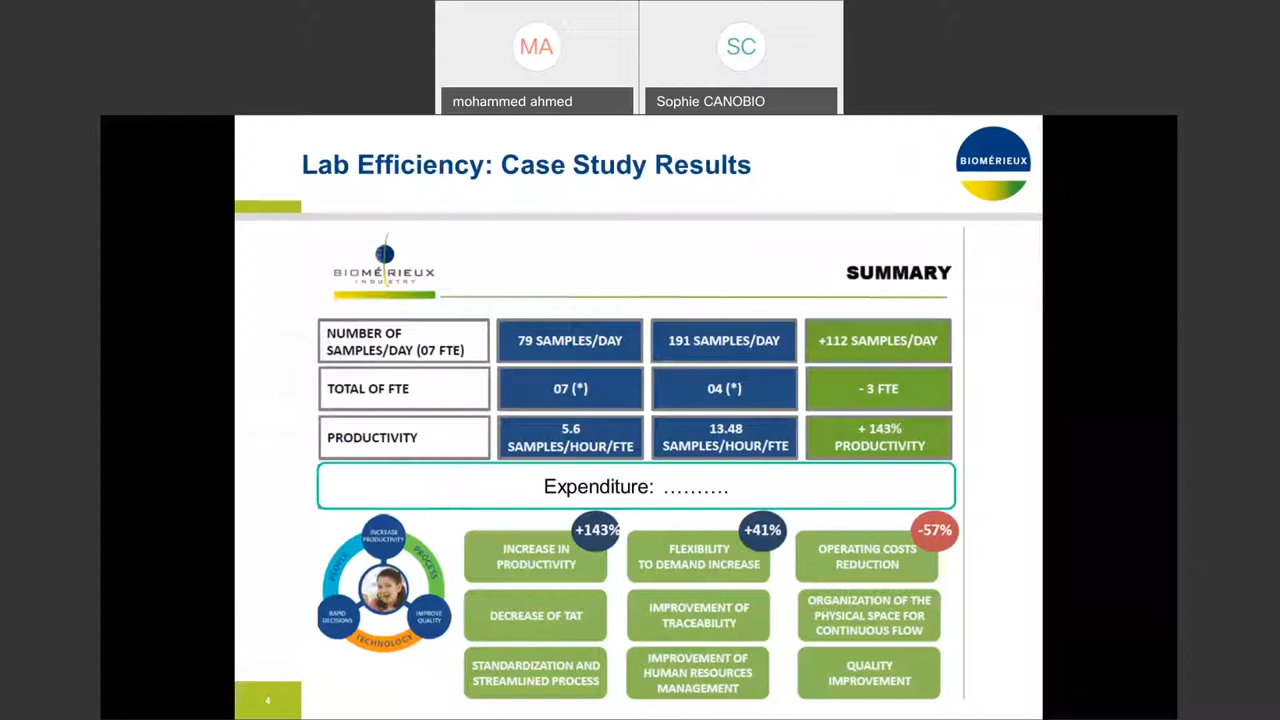 MA
SC
mohammed ahmed
Sophie CANOBIO
Lab Efficiency: Case Study Results
BIOMÉRIEUX
BIOMÉRIEUX
INDUSTRY
SUMMARY
NUMBER OF
SAMPLES/DAY (07 FTE)
79 SAMPLES/DAY
191 SAMPLES/DAY
+112 SAMPLES/DAY
TOTAL OF FTE
07 (*)
04 (*)
- 3 FTE
PRODUCTIVITY
5.6
SAMPLES/HOUR/FTE
13.48
SAMPLES/HOUR/FTE
+ 143%
PRODUCTIVITY
Expenditure: ……….
INCREASE
PRODUCTIVITY
PEOPLE
PROCESS
RAPID
DECISIONS
IMPROVE
QUALITY
TECHNOLOGY
+143%
INCREASE IN
PRODUCTIVITY
+41%
FLEXIBILITY
TO DEMAND INCREASE
-57%
OPERATING COSTS
REDUCTION
DECREASE OF TAT
IMPROVEMENT OF
TRACEABILITY
ORGANIZATION OF THE
PHYSICAL SPACE FOR
CONTINUOUS FLOW
STANDARDIZATION AND
STREAMLINED PROCESS
IMPROVEMENT OF
HUMAN RESOURCES
MANAGEMENT
QUALITY
IMPROVEMENT
4